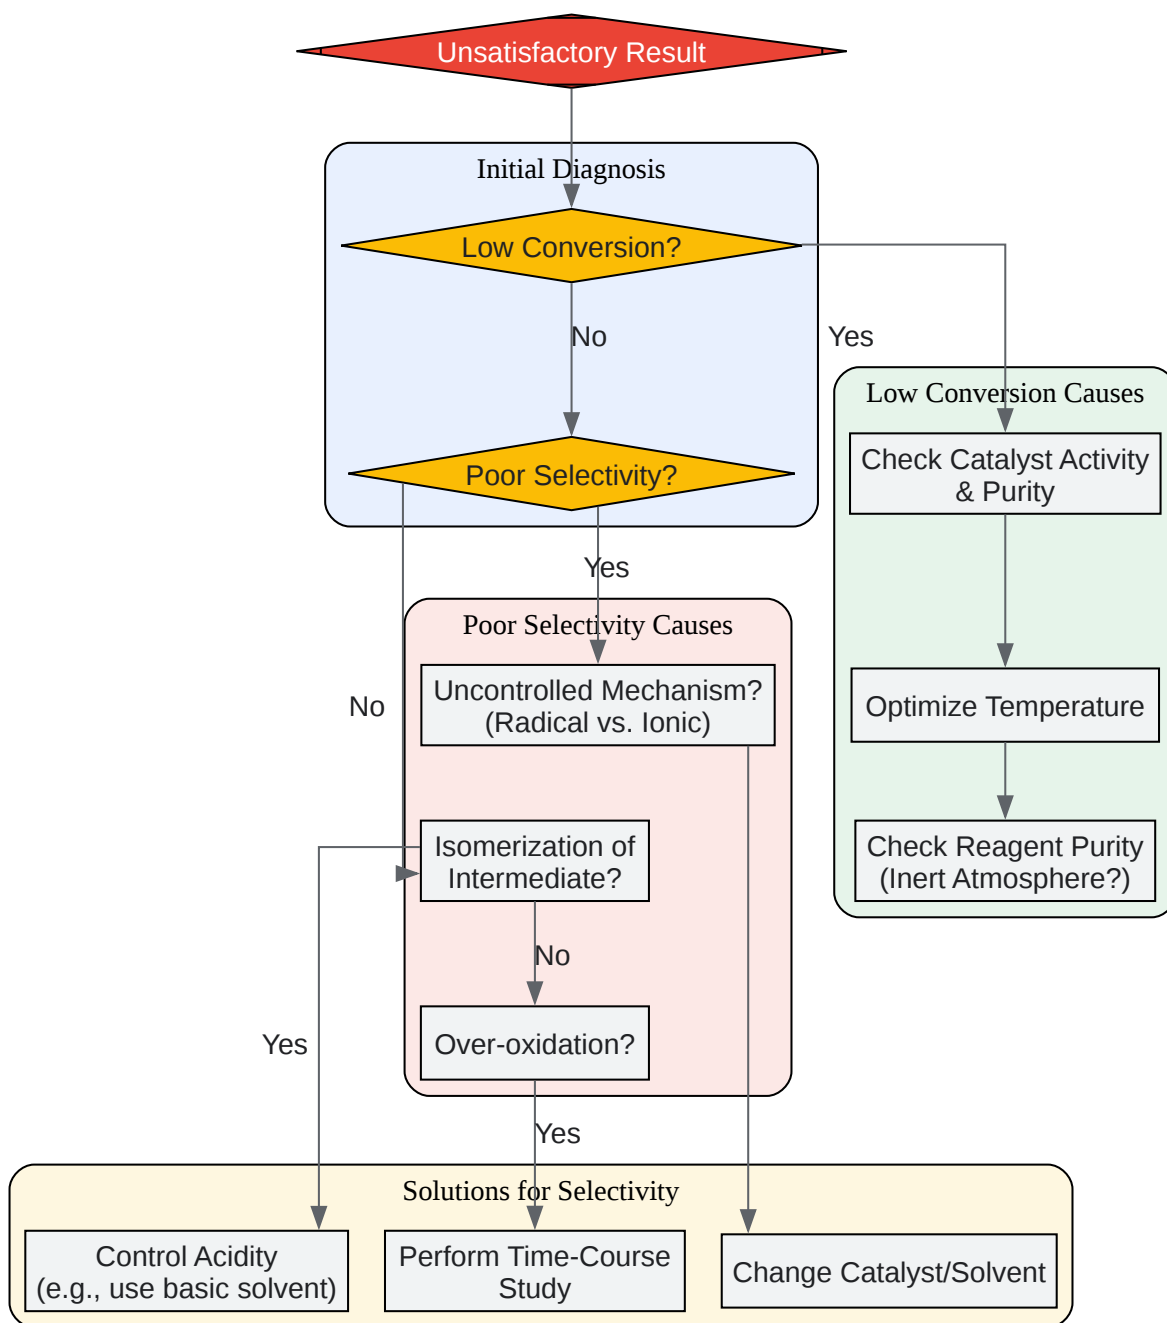 Unsatisfactory Result
Initial Diagnosis
Low Conversion?
No
Yes
Low Conversion Causes
Check Catalyst Activity
& Purity
Poor Selectivity?
Yes
Poor Selectivity Causes
Uncontrolled Mechanism?
(Radical vs. Ionic)
No
Optimize Temperature
Isomerization of
Intermediate?
Check Reagent Purity
(Inert Atmosphere?)
No
Over-oxidation?
Yes
Yes
Solutions for Selectivity
Control Acidity
(e.g., use basic solvent)
Perform Time-Course
Study
Change Catalyst/Solvent